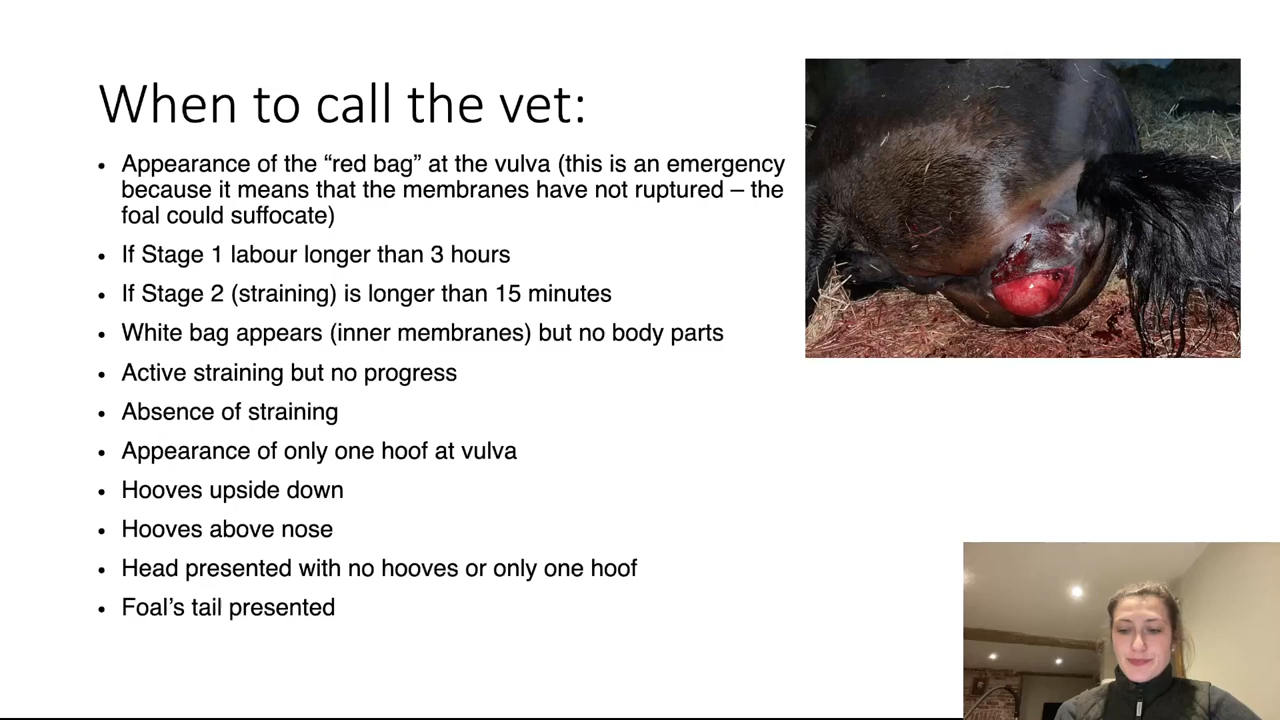 When to call the vet:
• Appearance of the “red bag” at the vulva (this is an emergency
because it means that the membranes have not ruptured – the
foal could suffocate)
• If Stage 1 labour longer than 3 hours
• If Stage 2 (straining) is longer than 15 minutes
• White bag appears (inner membranes) but no body parts
• Active straining but no progress
• Absence of straining
• Appearance of only one hoof at vulva
• Hooves upside down
• Hooves above nose
• Head presented with no hooves or only one hoof
• Foal’s tail presented